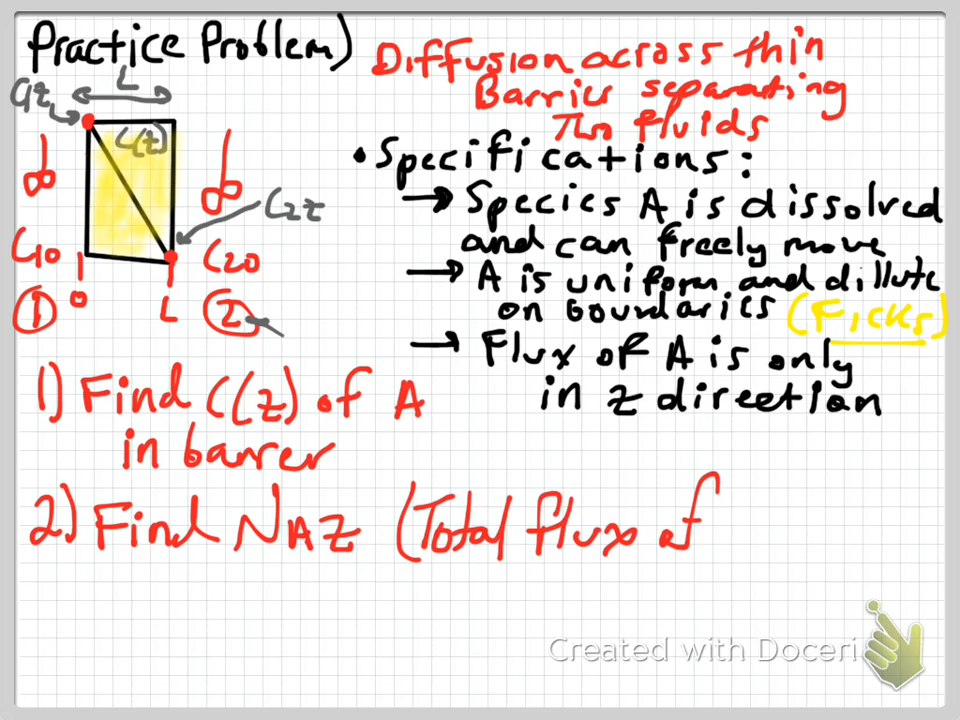 Practice Problem)
Diffusion across thin
Barrier separating
Two fluids
L
C(z)
C2z
C10
C20
0
L
1
2
• Specifications:
→ Species A is dissolved
and can freely move
→ A is uniform and dillute
on boundaries (Ficks)
→ Flux of A is only
in z direction
1) Find C(z) of A
in barrer
2) Find NAZ (Total flux of
Created with Doceri